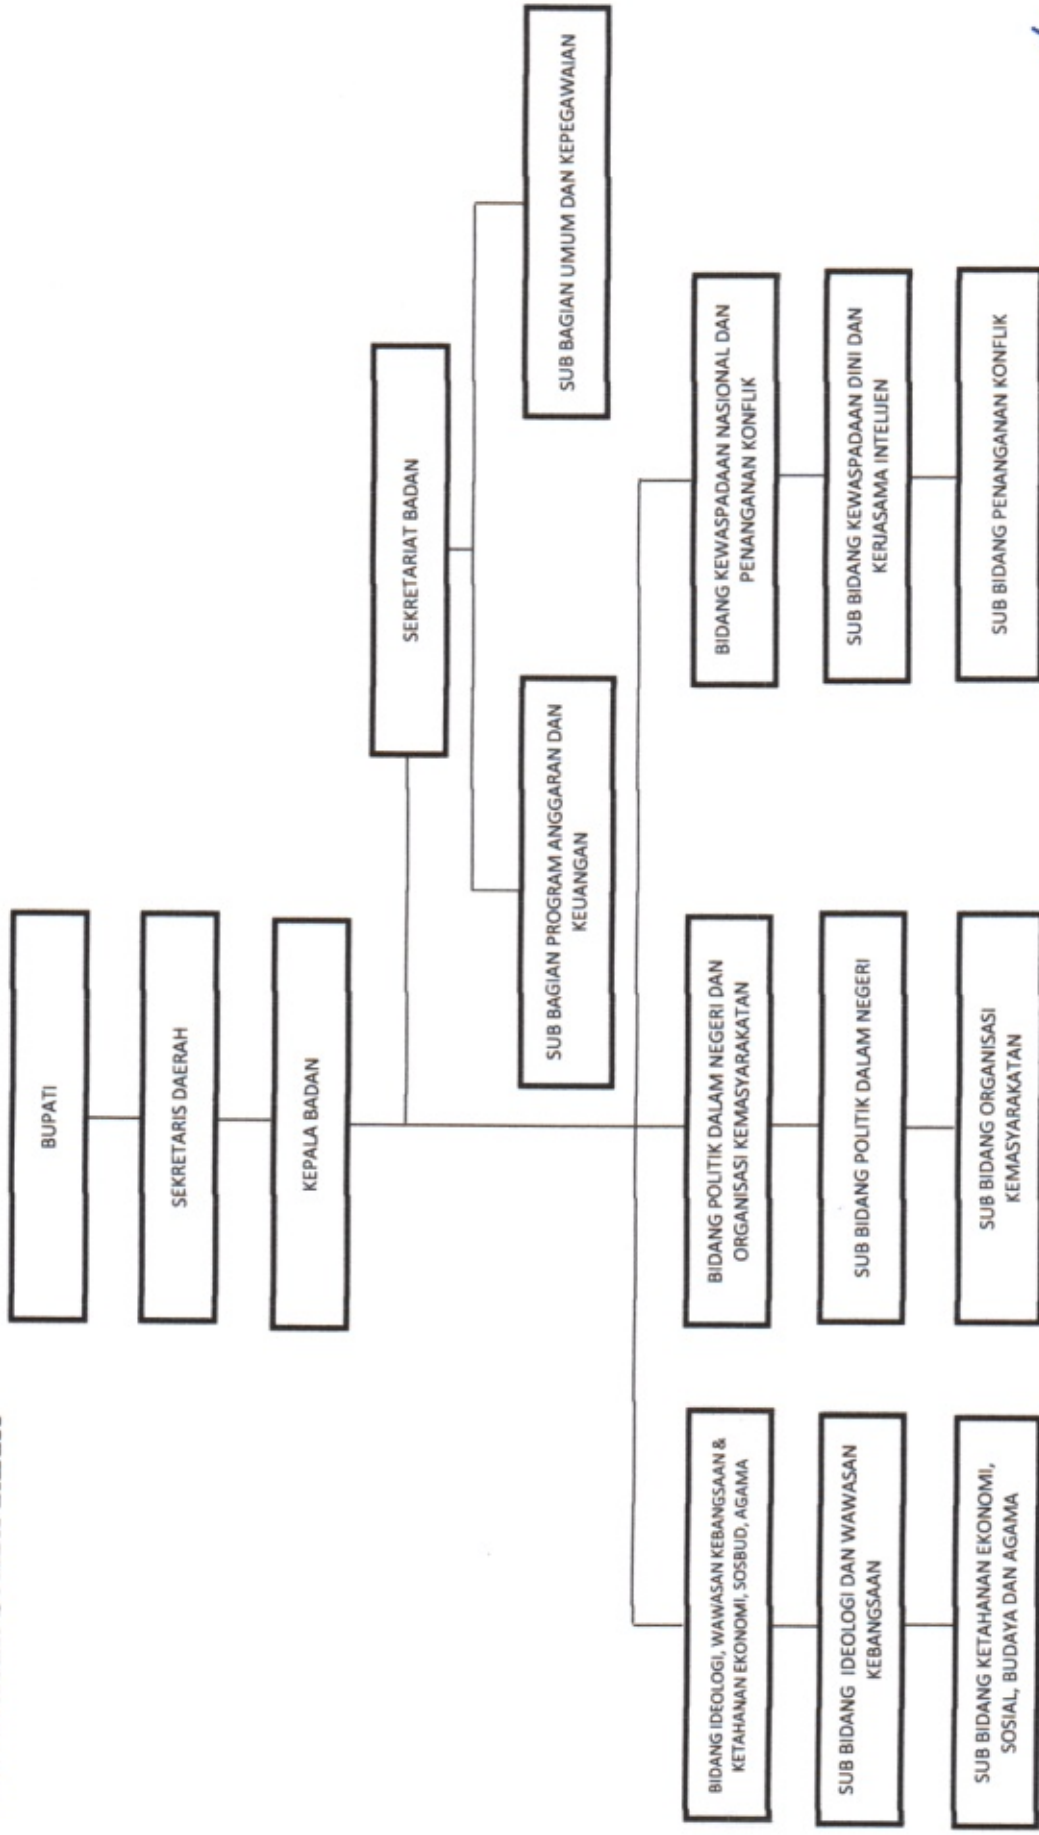 BUPATI
SEKRETARIS DAERAH
KEPALA BADAN
SEKRETARIAT BADAN
SUB BAGIAN PROGRAM ANGGARAN DAN
KEUANGAN
SUB BAGIAN UMUM DAN KEPEGAWAIAN
BIDANG IDEOLOGI, WAWASAN KEBANGSAAN &
KETAHANAN EKONOMI, SOSBUD, AGAMA
BIDANG POLITIK DALAM NEGERI DAN
ORGANISASI KEMASYARAKATAN
BIDANG KEWASPADAAN NASIONAL DAN
PENANGANAN KONFLIK
SUB BIDANG IDEOLOGI DAN WAWASAN
KEBANGSAAN
SUB BIDANG POLITIK DALAM NEGERI
SUB BIDANG KEWASPADAAN DINI DAN
KERJASAMA INTELIJEN
SUB BIDANG KETAHANAN EKONOMI,
SOSIAL, BUDAYA DAN AGAMA
SUB BIDANG ORGANISASI
KEMASYARAKATAN
SUB BIDANG PENANGANAN KONFLIK